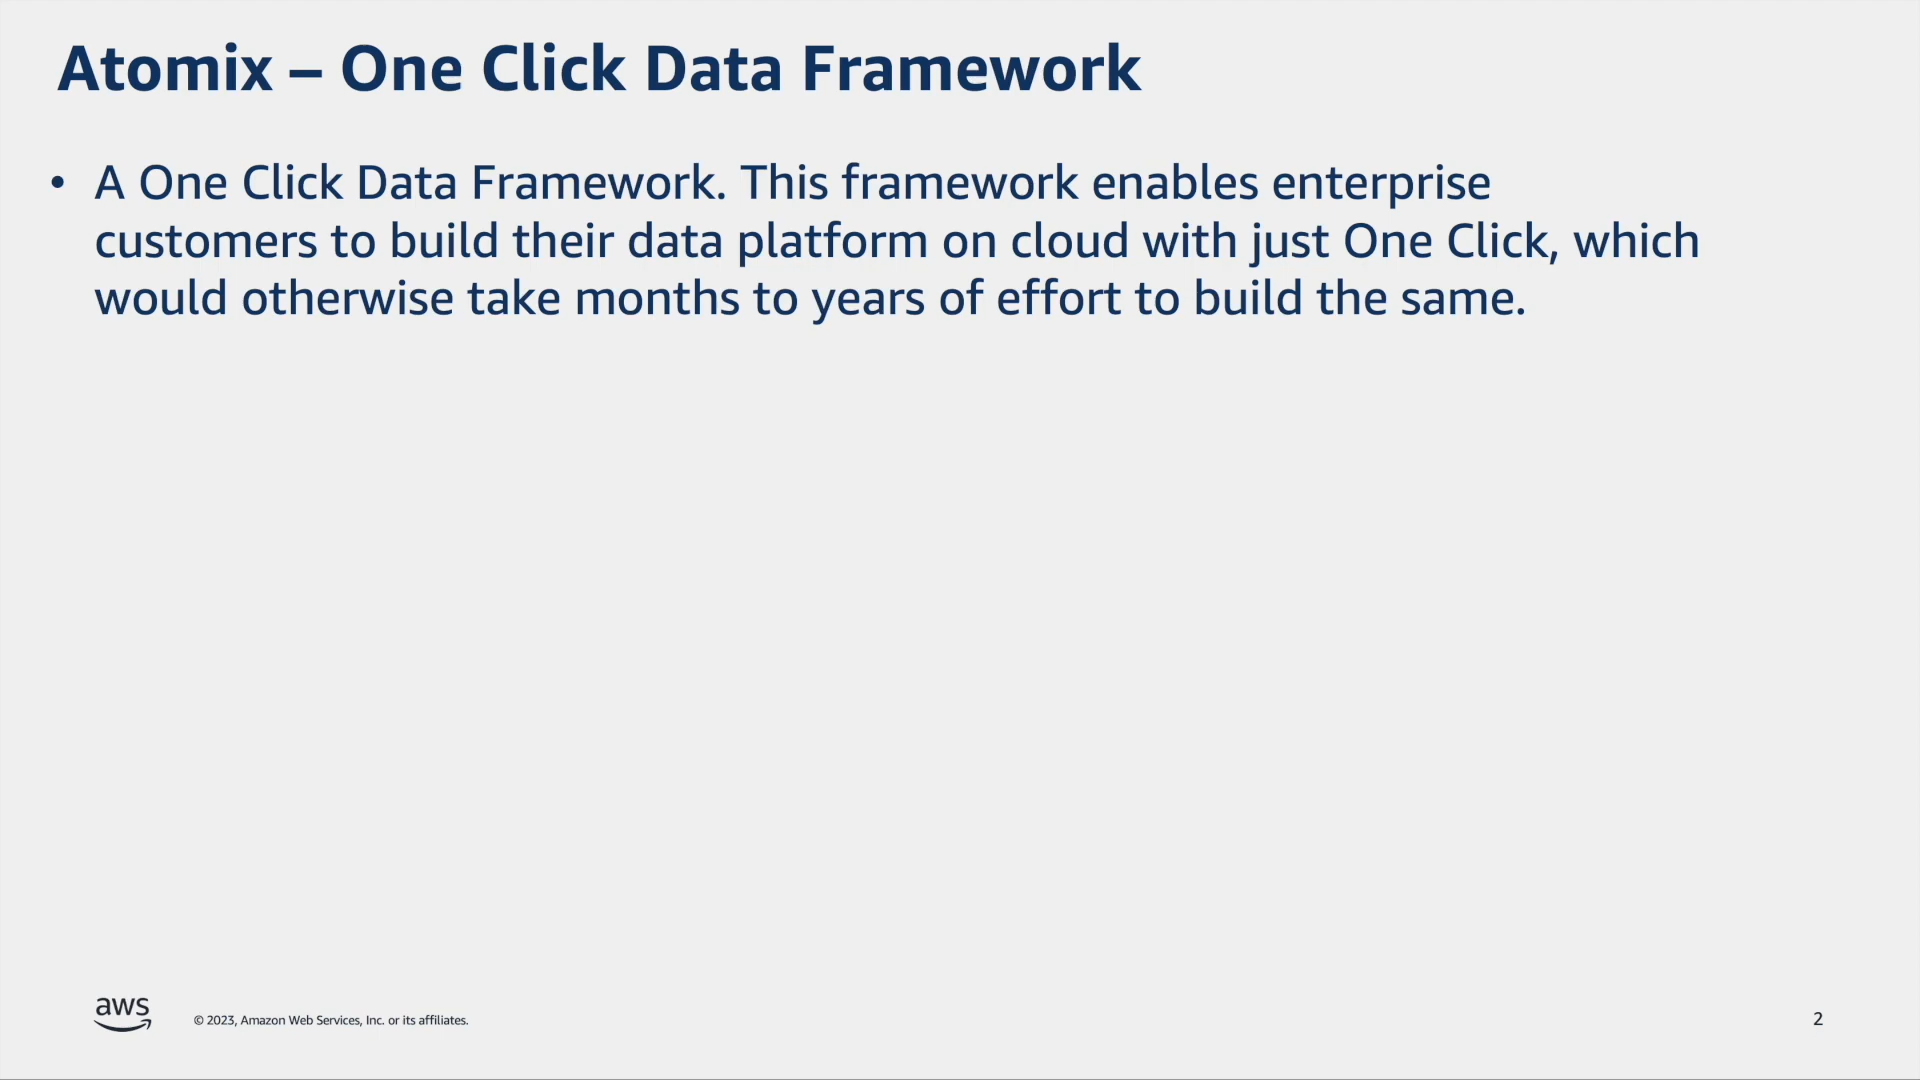 Atomix – One Click Data Framework
• A One Click Data Framework. This framework enables enterprise
customers to build their data platform on cloud with just One Click, which
would otherwise take months to years of effort to build the same.
aws
© 2023, Amazon Web Services, Inc. or its affiliates.
2